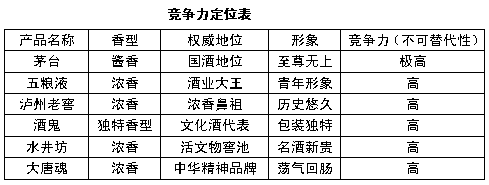 竞争力定位表
产品名称 香型 权威地位 形象 竞争力(不可替代性)
茅台 酱香 国酒地位 至尊无上 极高
五粮液 浓香 酒业大王 青年形象 高
泸州老窖 浓香 浓香鼻祖 历史悠久 高
酒鬼 独特香型 文化酒代表 包装独特 高
水井坊 浓香 活文物窖池 名酒新贵 高
大唐魂 浓香 中华精神品牌 荡气回肠 高